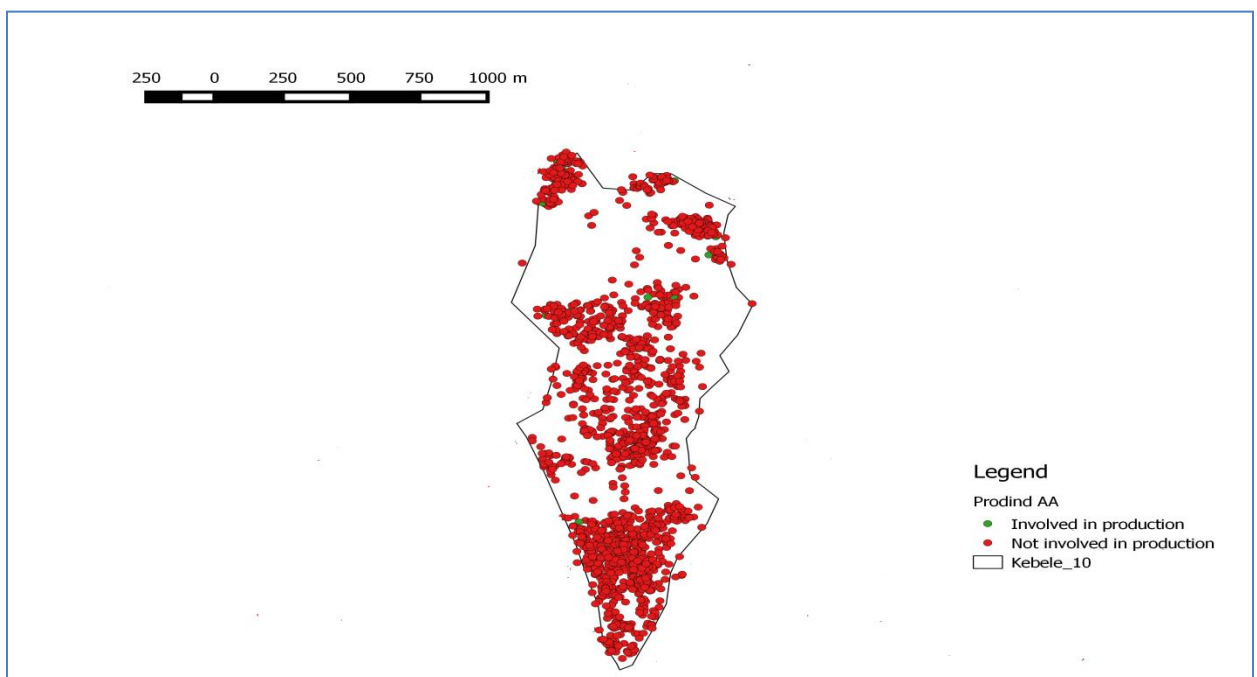 250 0 250 500 750 1000 m
Legend
Prodind AA
Involved in production
Not involved in production
Kebele_10